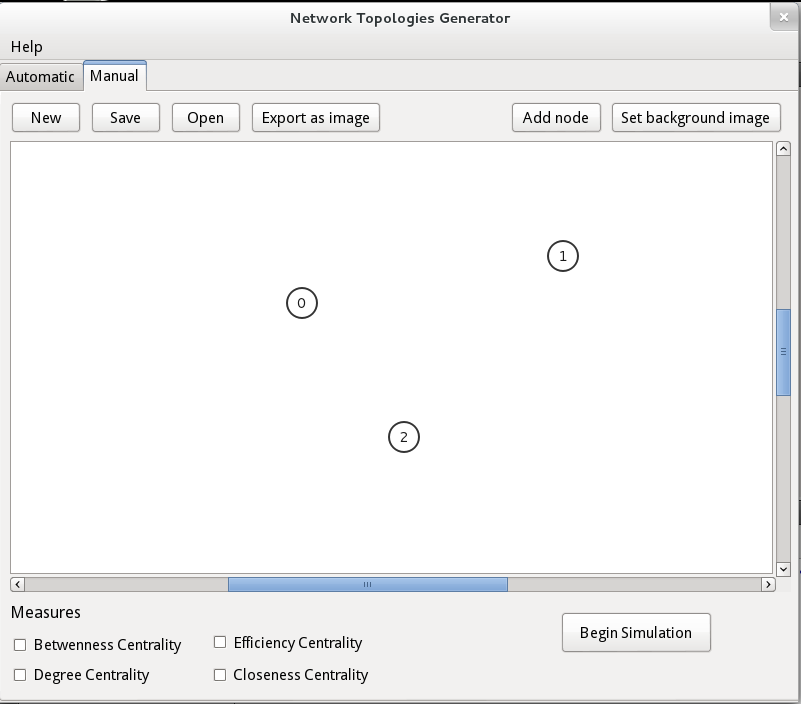 Network Topologies Generator
Help
Automatic Manual
New Save Open Export as image Add node Set background image
1
0
2
Measures
Betwenness Centrality Efficiency Centrality
Begin Simulation
Degree Centrality Closeness Centrality